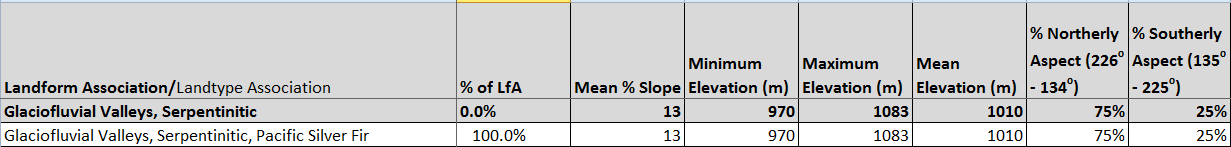 Landform Association/Landtype Association % of LfA Mean % Slope Minimum Elevation (m) Maximum Elevation (m) Mean Elevation (m) % Northerly Aspect (226° - 134°) % Southerly Aspect (135° - 225°)
Glaciofluvial Valleys, Serpentinitic 0.0% 13 970 1083 1010 75% 25%
Glaciofluvial Valleys, Serpentinitic, Pacific Silver Fir 100.0% 13 970 1083 1010 75% 25%